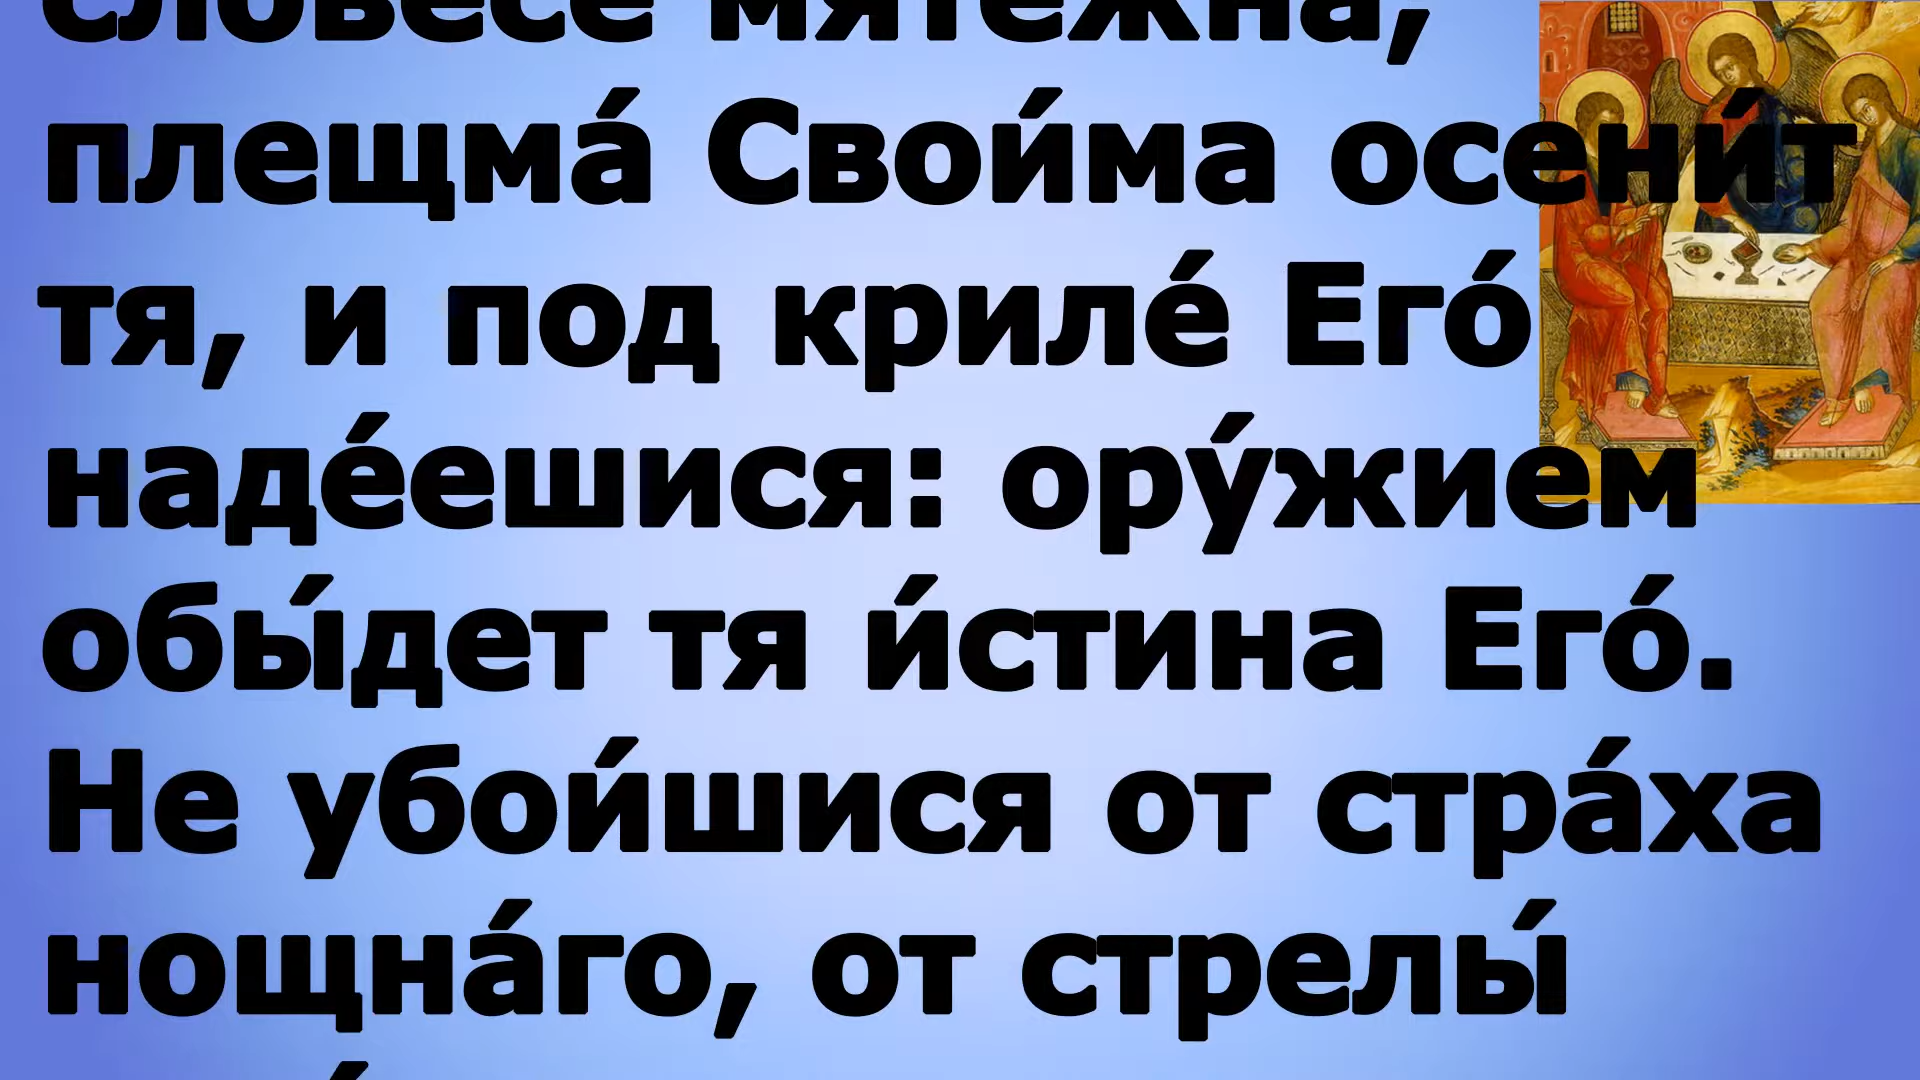 словесе мятежна,
плещма́ Свои́ма осени́т
тя, и под криле́ Его́
наде́ешися: ору́жием
обы́дет тя и́стина Его́.
Не убои́шися от стра́ха
нощна́го, от стрелы́